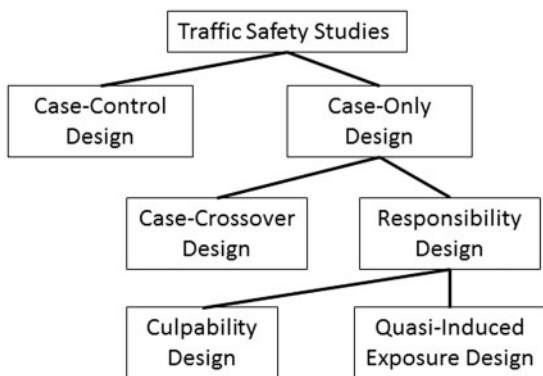 Traffic Safety Studies
Case-Control
Design
Case-Only
Design
Case-Crossover
Design
Responsibility
Design
Culpability
Design
Quasi-Induced
Exposure Design